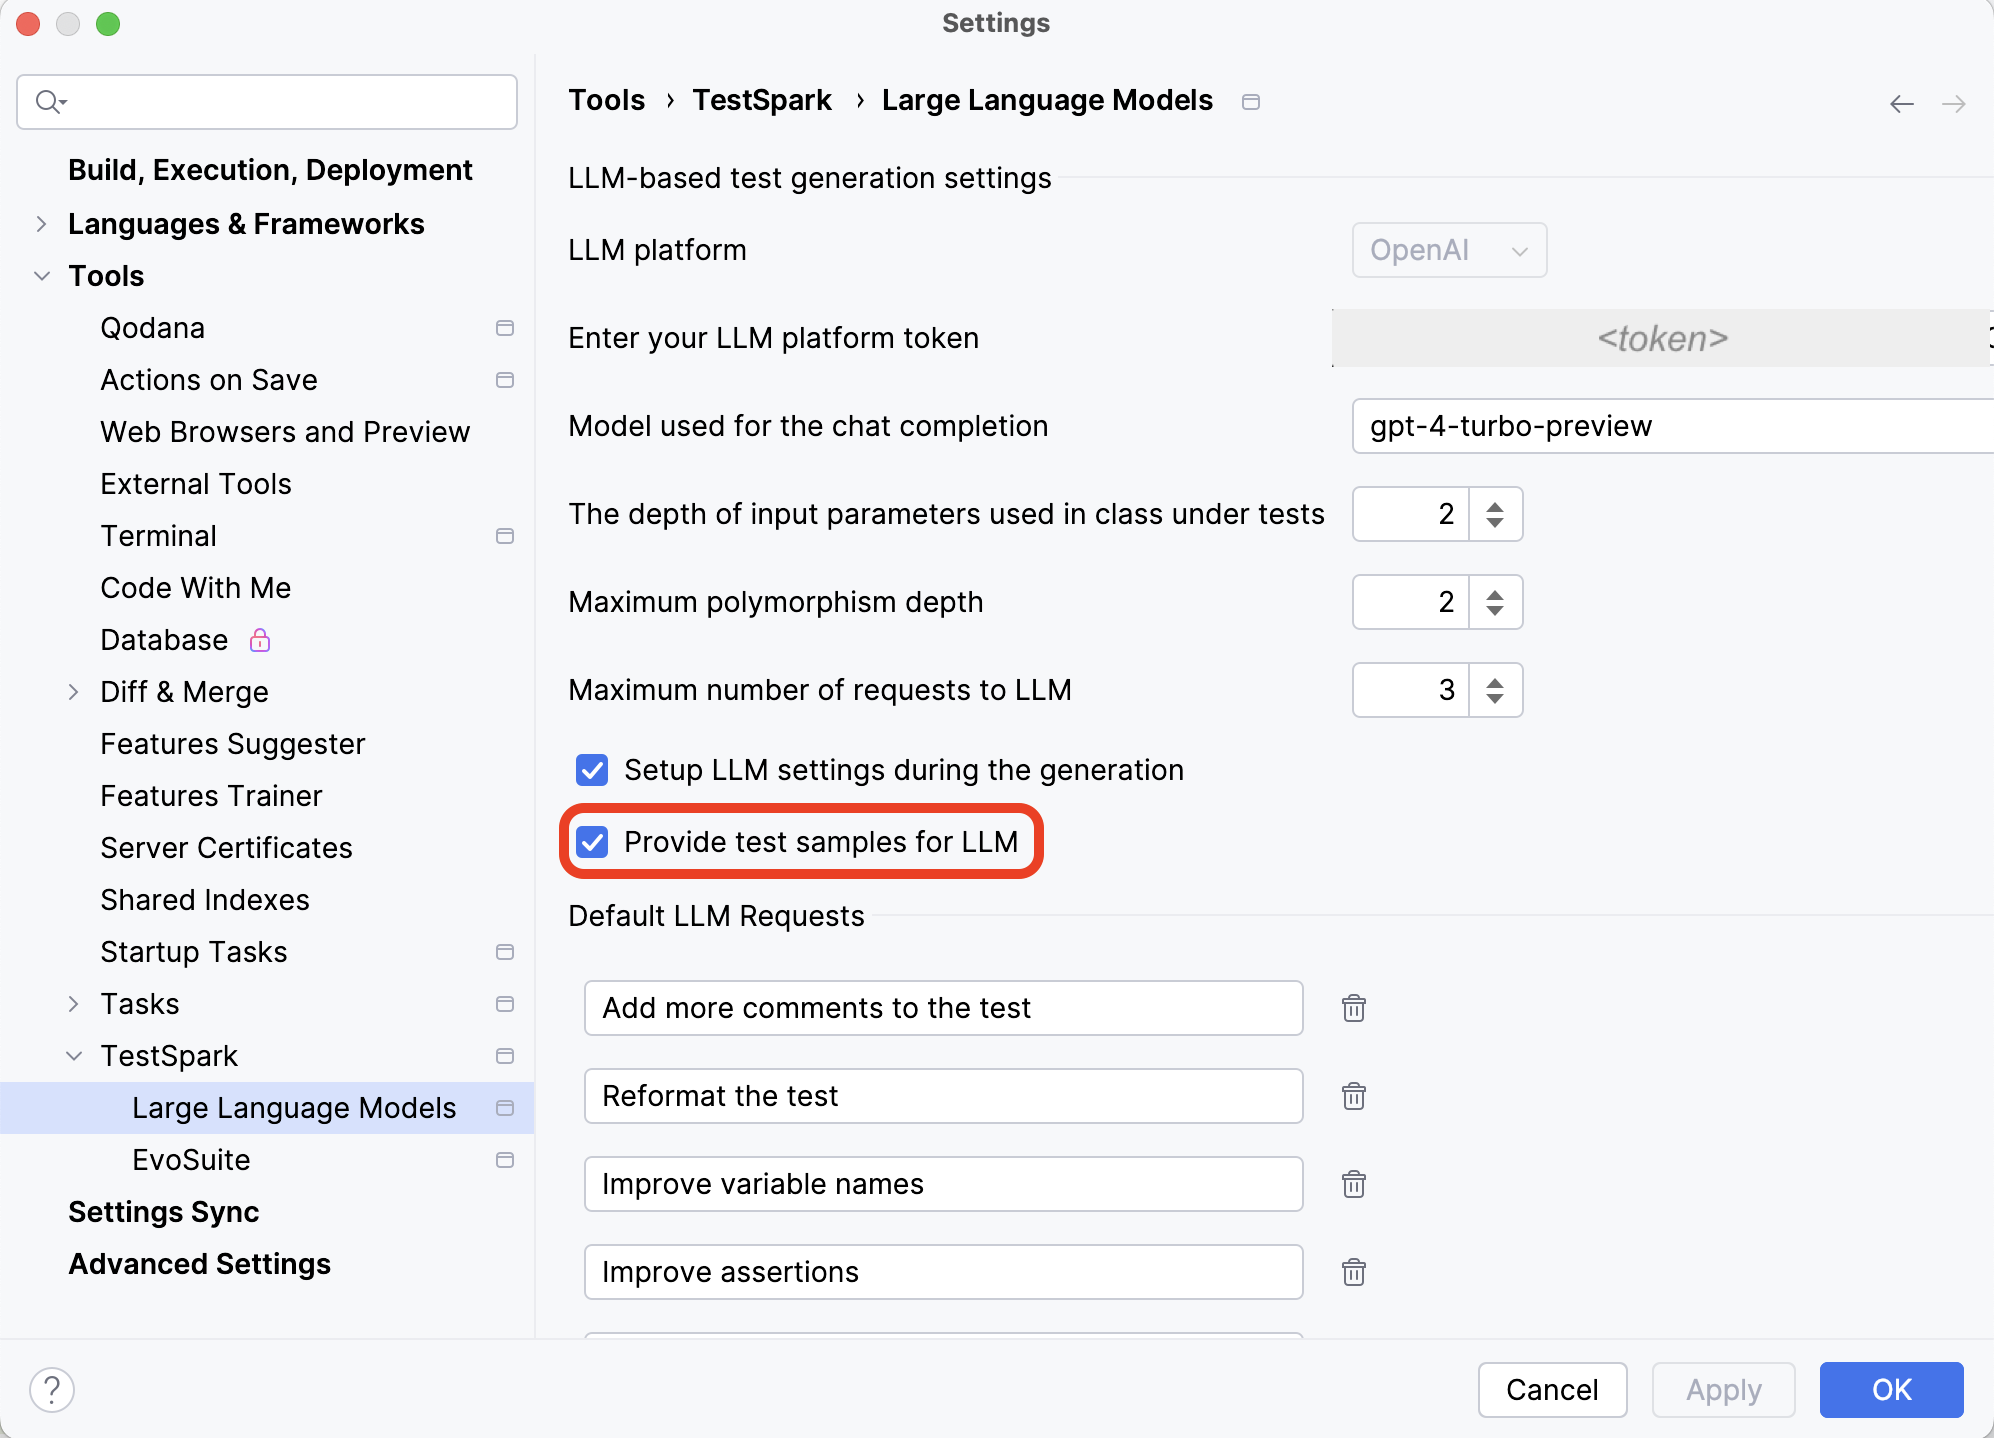 Settings
Build, Execution, Deployment
Languages & Frameworks
Tools
Qodana
Actions on Save
Web Browsers and Preview
External Tools
Terminal
Code With Me
Database
Diff & Merge
Features Suggester
Features Trainer
Server Certificates
Shared Indexes
Startup Tasks
Tasks
TestSpark
Large Language Models
EvoSuite
Settings Sync
Advanced Settings
Tools › TestSpark › Large Language Models
LLM-based test generation settings
LLM platform OpenAI
Enter your LLM platform token <token>
Model used for the chat completion gpt-4-turbo-preview
The depth of input parameters used in class under tests 2
Maximum polymorphism depth 2
Maximum number of requests to LLM 3
Setup LLM settings during the generation
Provide test samples for LLM
Default LLM Requests
Add more comments to the test
Reformat the test
Improve variable names
Improve assertions
? Cancel Apply OK